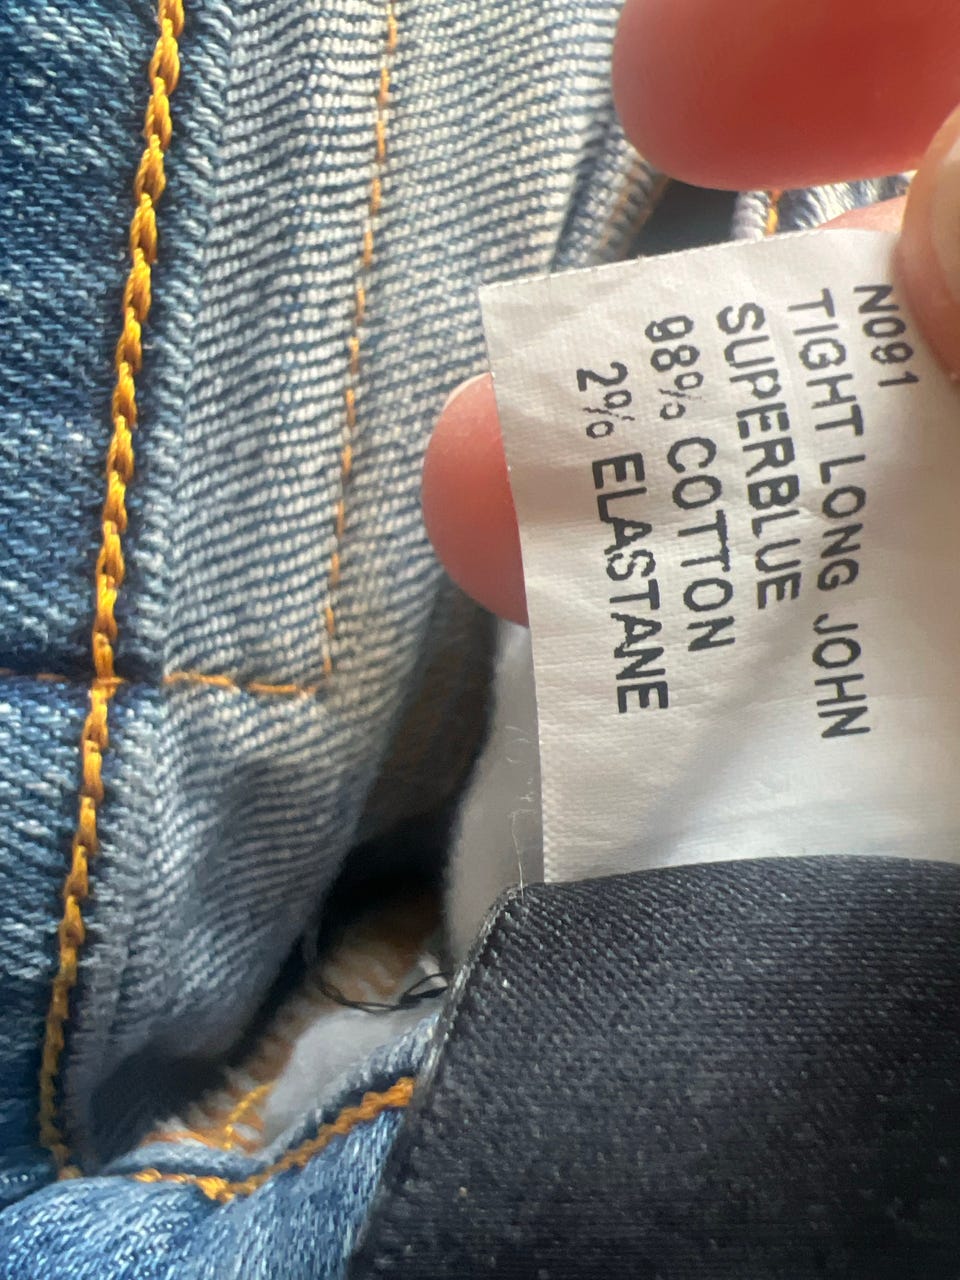 N091
TIGHT LONG JOHN
SUPERBLUE
98% COTTON
2% ELASTANE